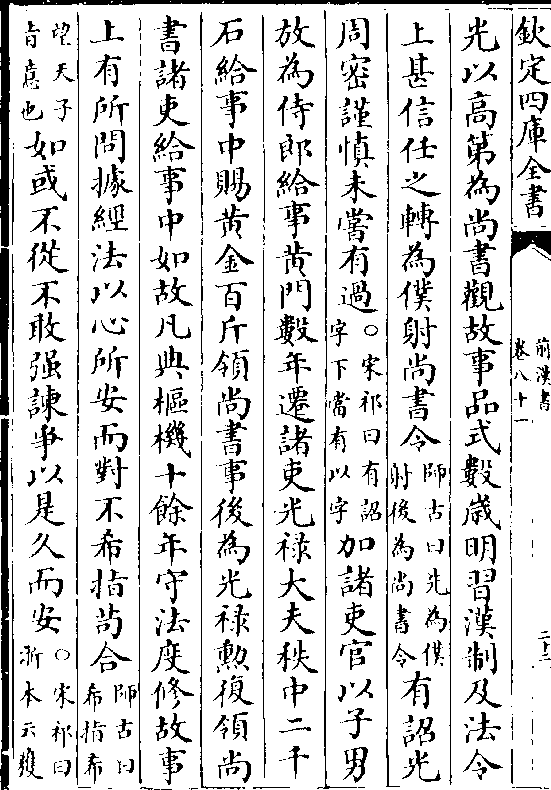 欽定四庫全書
前漢書
卷八十一
二十二
光以高第為尚書觀故事品式數歲明習漢制及法令
上甚信任之轉為僕射尚書令師古曰先為僕射後為尚書令有詔光
周密謹慎未嘗有過○宋祁曰有詔字下當有以字加諸吏官以子男
放為侍郎給事黃門數年遷諸吏光祿大夫秩中二千
石給事中賜黃金百斤領尚書事後為光祿勲復領尚
書諸吏給事中如故凡典樞機十餘年守法度修故事
上有所問據經法以心所安而對不希指茍合師古曰希指希
望天子旨意也如或不從不敢强諫爭以是久而安○宋祁曰浙本云獲